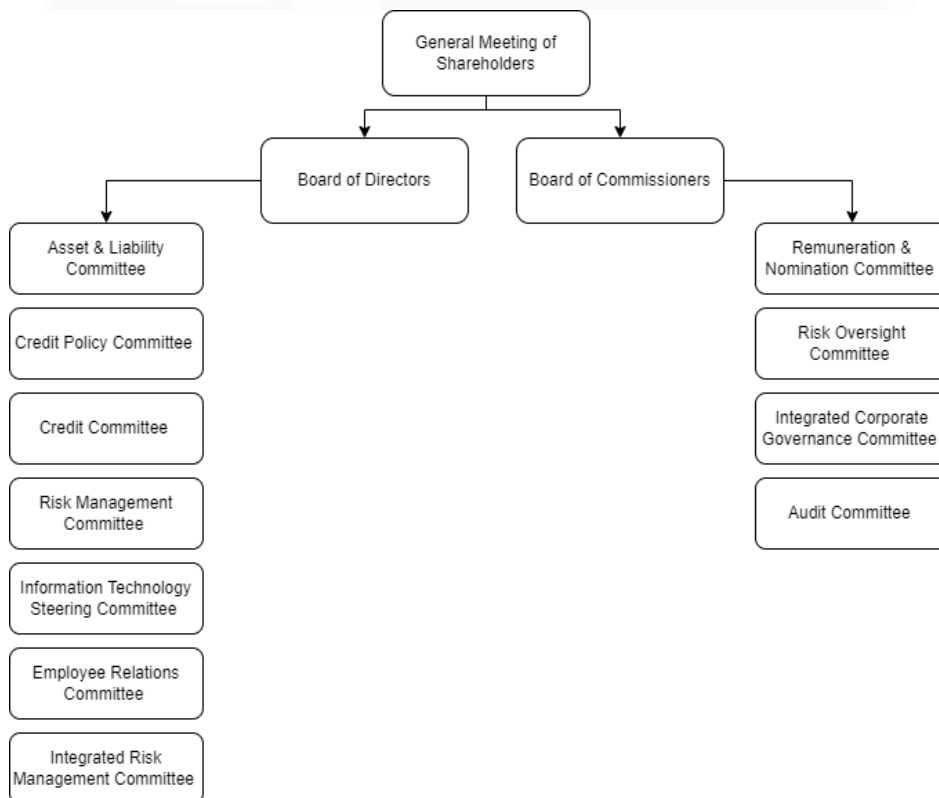 General Meeting of
Shareholders
Board of Directors
Board of Commissioners
Asset & Liability
Committee
Credit Policy Committee
Credit Committee
Risk Management
Committee
Information Technology
Steering Committee
Employee Relations
Committee
Integrated Risk
Management Committee
Remuneration &
Nomination Committee
Risk Oversight
Committee
Integrated Corporate
Governance Committee
Audit Committee